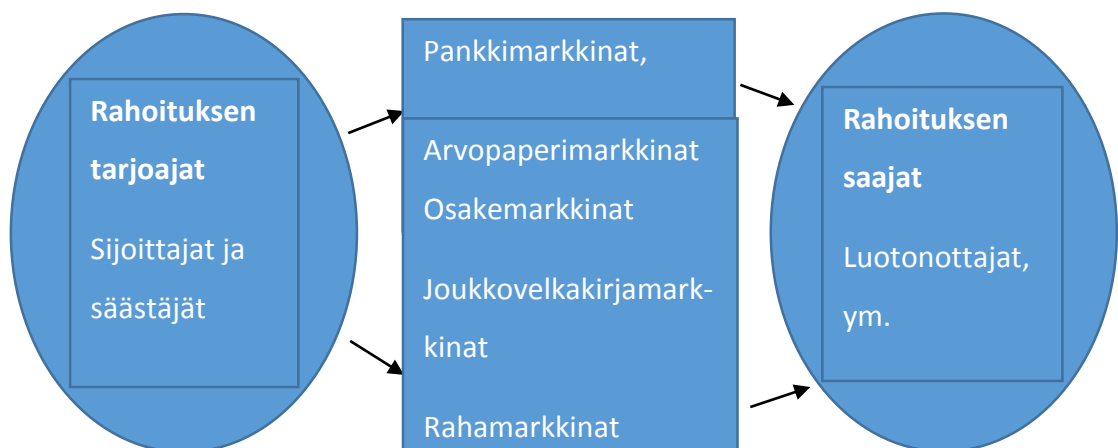 Rahoituksen
tarjoajat
Sijoittajat ja
säästäjät
Pankkimarkkinat,
Arvopaperimarkkinat
Osakemarkkinat
Joukkovelkakirjamark-
kinat
Rahamarkkinat
Rahoituksen
saajat
Luotonottajat,
ym.